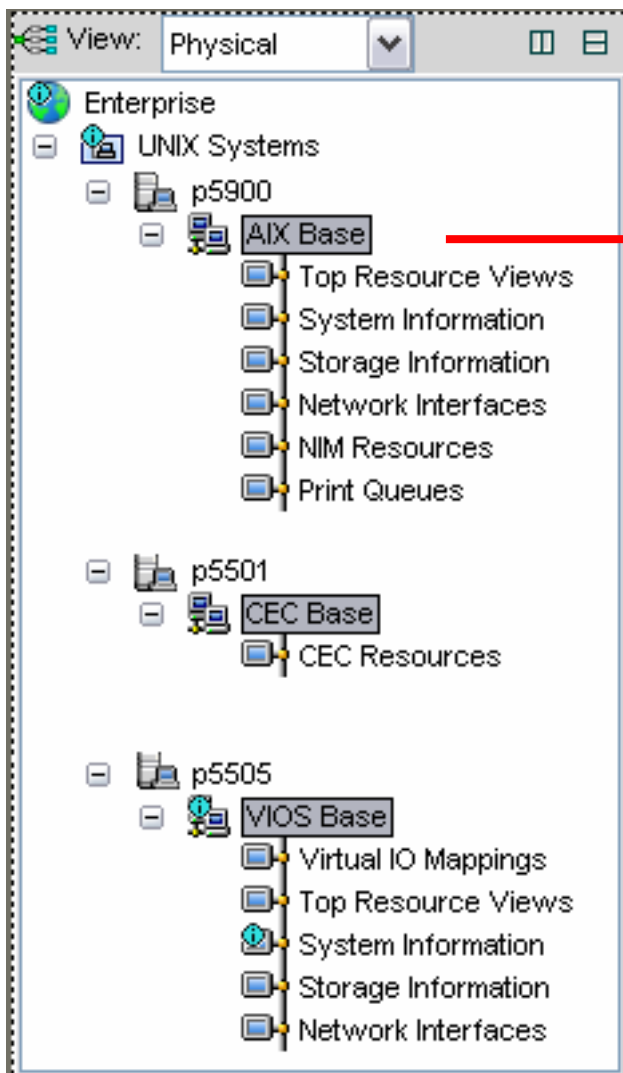 View: Physical
Enterprise
UNIX Systems
p5900
AIX Base
Top Resource Views
System Information
Storage Information
Network Interfaces
NIM Resources
Print Queues
p5501
CEC Base
CEC Resources
p5505
VIOS Base
Virtual IO Mappings
Top Resource Views
System Information
Storage Information
Network Interfaces